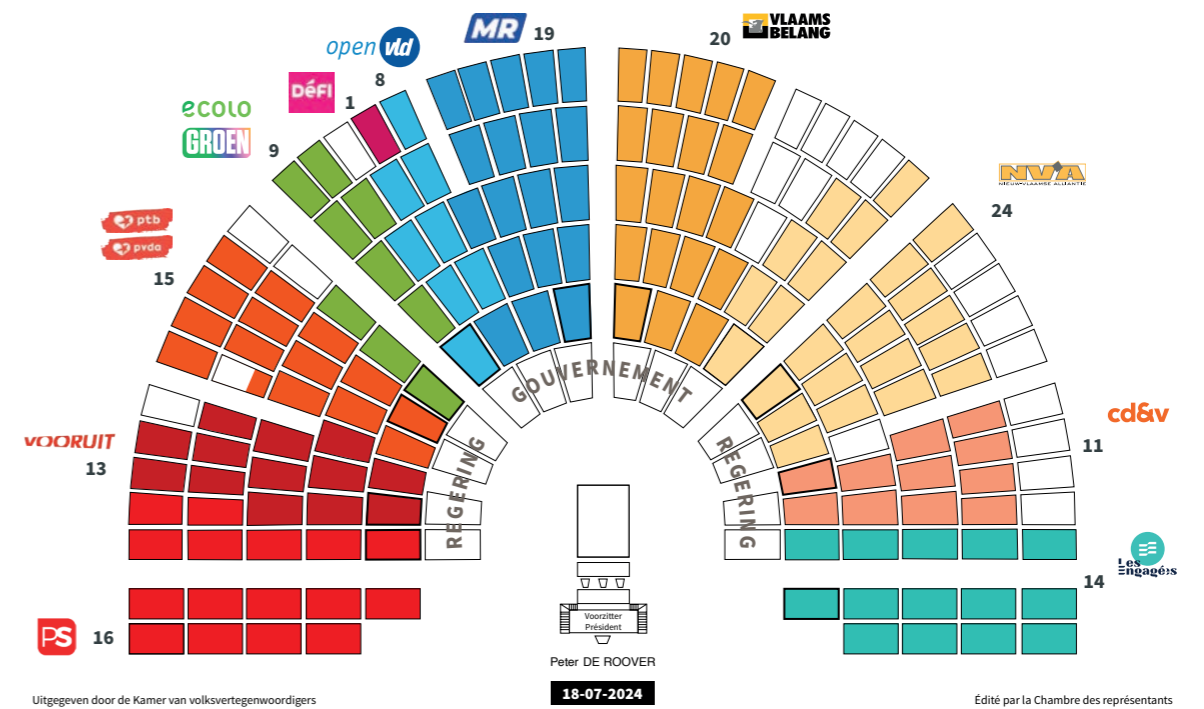 MR 19
20 VLAAMS BELANG
open vld
8
DéFI
1
ecolo
GROEN
9
NVA
NIEUW-VLAAMSE ALLIANTIE
24
ptb
pvda
15
GOUVERNEMENT
cd&v
11
VOORUIT
13
REGERING
REGERING
Les Engagé·s
14
Voorzitter
Président
PS 16
Peter DE ROOVER
18-07-2024
Uitgegeven door de Kamer van volksvertegenwoordigers
Édité par la Chambre des représentants